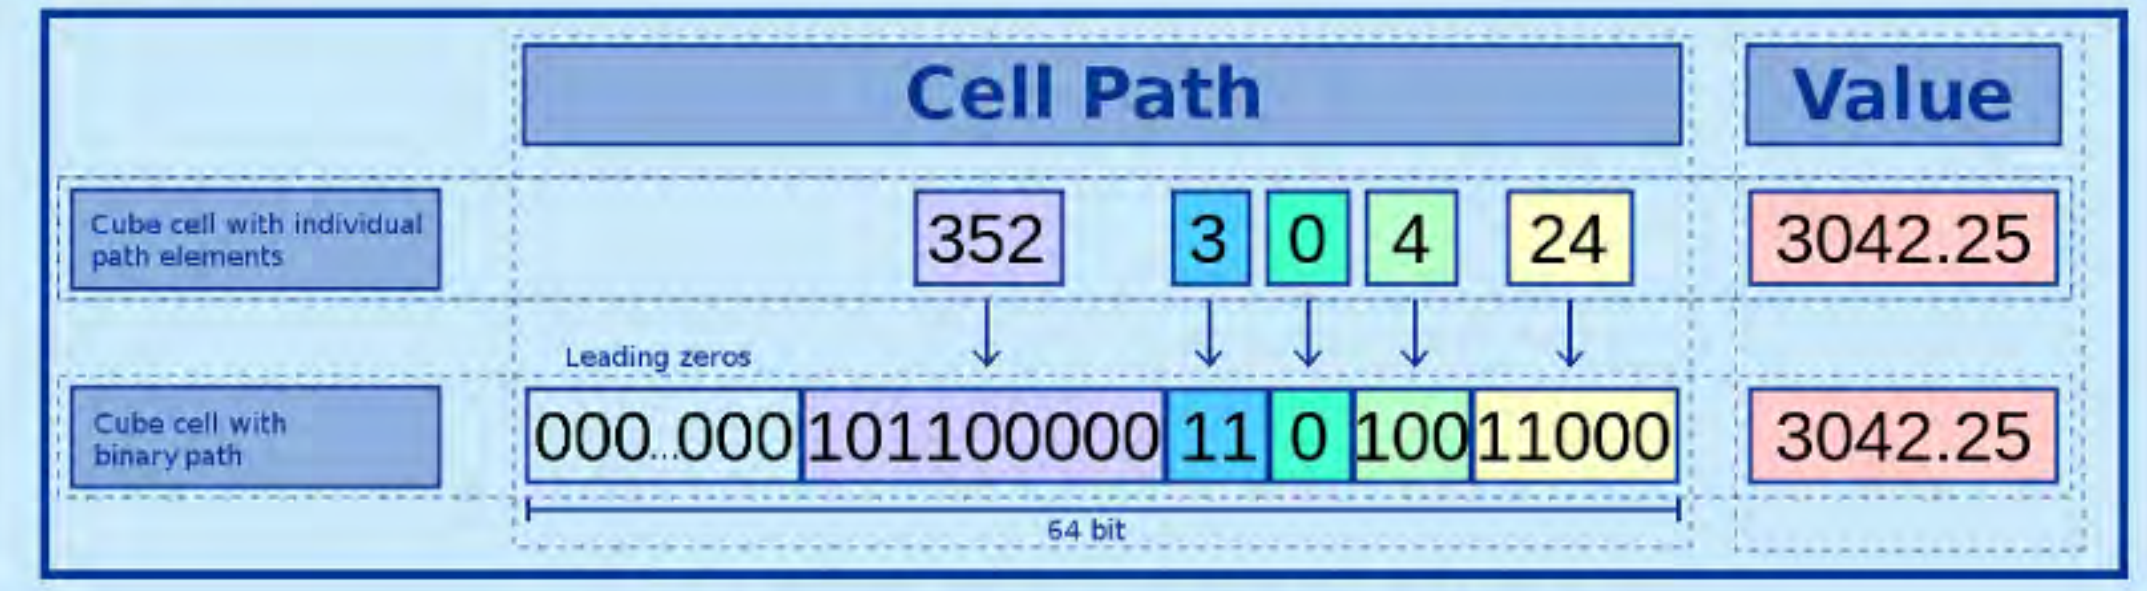 Cell Path Value
Cube cell with individual
path elements
352 3 0 4 24 3042.25
Leading zeros
Cube cell with
binary path
000...000 101100000 11 0 100 11000 3042.25
64 bit